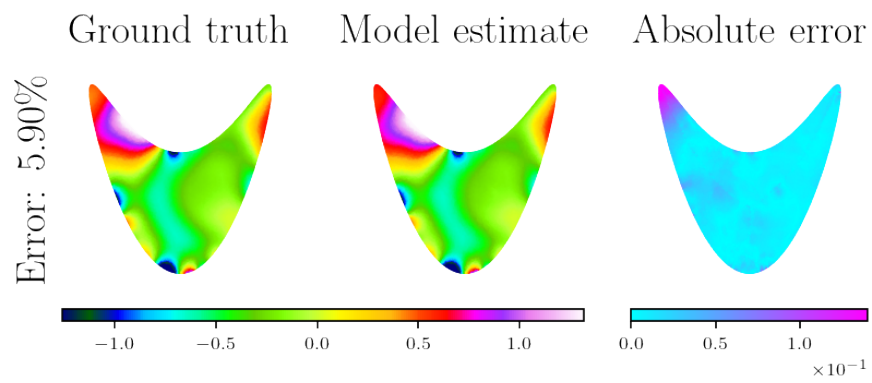 Ground truth Model estimate Absolute error
Error: 5.90%
−1.0 −0.5 0.0 0.5 1.0 0.0 0.5 1.0
×10⁻¹